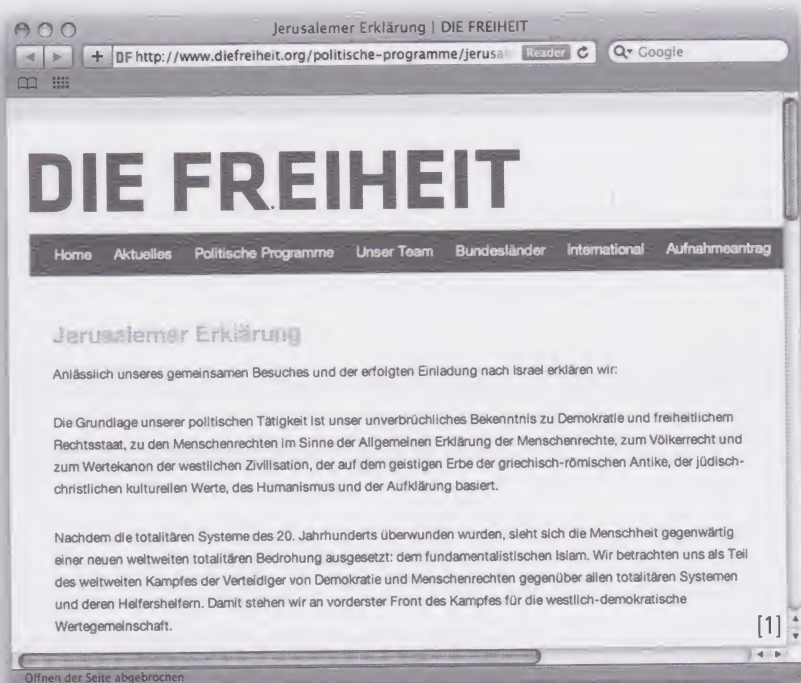 Jerusalemer Erklärung | DIE FREIHEIT
+ DF http://www.diefreiheit.org/politische-programme/jerusa Reader Google
DIE FREIHEIT
Home Aktuelles Politische Programme Unser Team Bundesländer International Aufnahmeantrag
Jerusalemer Erklärung
Anlässlich unseres gemeinsamen Besuches und der erfolgten Einladung nach Israel erklären wir:
Die Grundlage unserer politischen Tätigkeit ist unser unverbrüchliches Bekenntnis zu Demokratie und freiheitlichem
Rechtsstaat, zu den Menschenrechten im Sinne der Allgemeinen Erklärung der Menschenrechte, zum Völkerrecht und
zum Wertekanon der westlichen Zivilisation, der auf dem geistigen Erbe der griechisch-römischen Antike, der jüdisch-
christlichen kulturellen Werte, des Humanismus und der Aufklärung basiert.
Nachdem die totalitären Systeme des 20. Jahrhunderts überwunden wurden, sieht sich die Menschheit gegenwärtig
einer neuen weltweiten totalitären Bedrohung ausgesetzt: dem fundamentalistischen Islam. Wir betrachten uns als Teil
des weltweiten Kampfes der Verteidiger von Demokratie und Menschenrechten gegenüber allen totalitären Systemen
und deren Helfershelfern. Damit stehen wir an vorderster Front des Kampfes für die westlich-demokratische
Wertegemeinschaft.
[1]
Öffnen der Seite abgebrochen